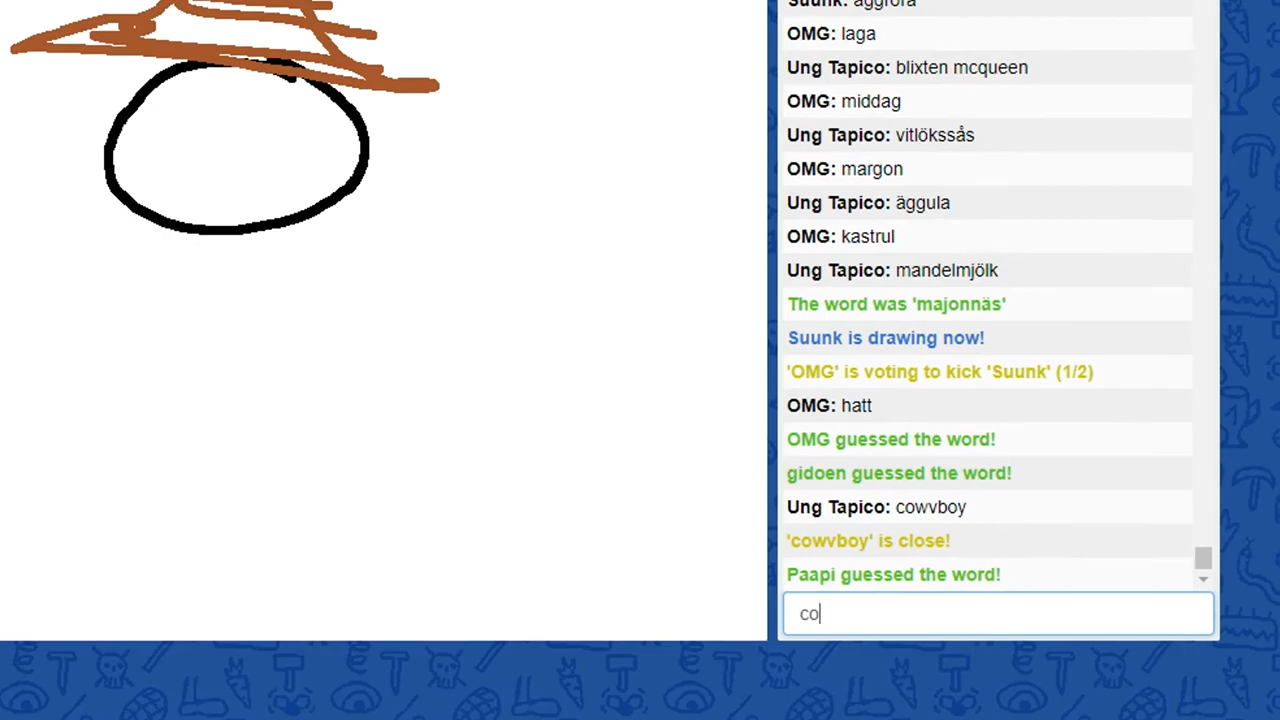 Suunk: äggröra
OMG: laga
Ung Tapico: blixten mcqueen
OMG: middag
Ung Tapico: vitlökssås
OMG: margon
Ung Tapico: äggula
OMG: kastrul
Ung Tapico: mandelmjölk
The word was 'majonnäs'
Suunk is drawing now!
'OMG' is voting to kick 'Suunk' (1/2)
OMG: hatt
OMG guessed the word!
gidoen guessed the word!
Ung Tapico: cowvboy
'cowvboy' is close!
Paapi guessed the word!
co